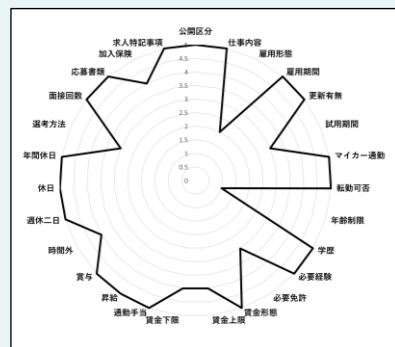 公開区分
仕事内容
雇用形態
雇用期間
更新有無
試用期間
マイカー通勤
転勤可否
年齢制限
学歴
必要経験
必要免許
賃金形態
賃金上限
賃金下限
通勤手当
昇給
賞与
時間外
週休二日
休日
年間休日
選考方法
面接回数
応募書類
加入保険
求人特記事項
4.5
4
3.5
3
2.5
2
1.5
1
0.5
0